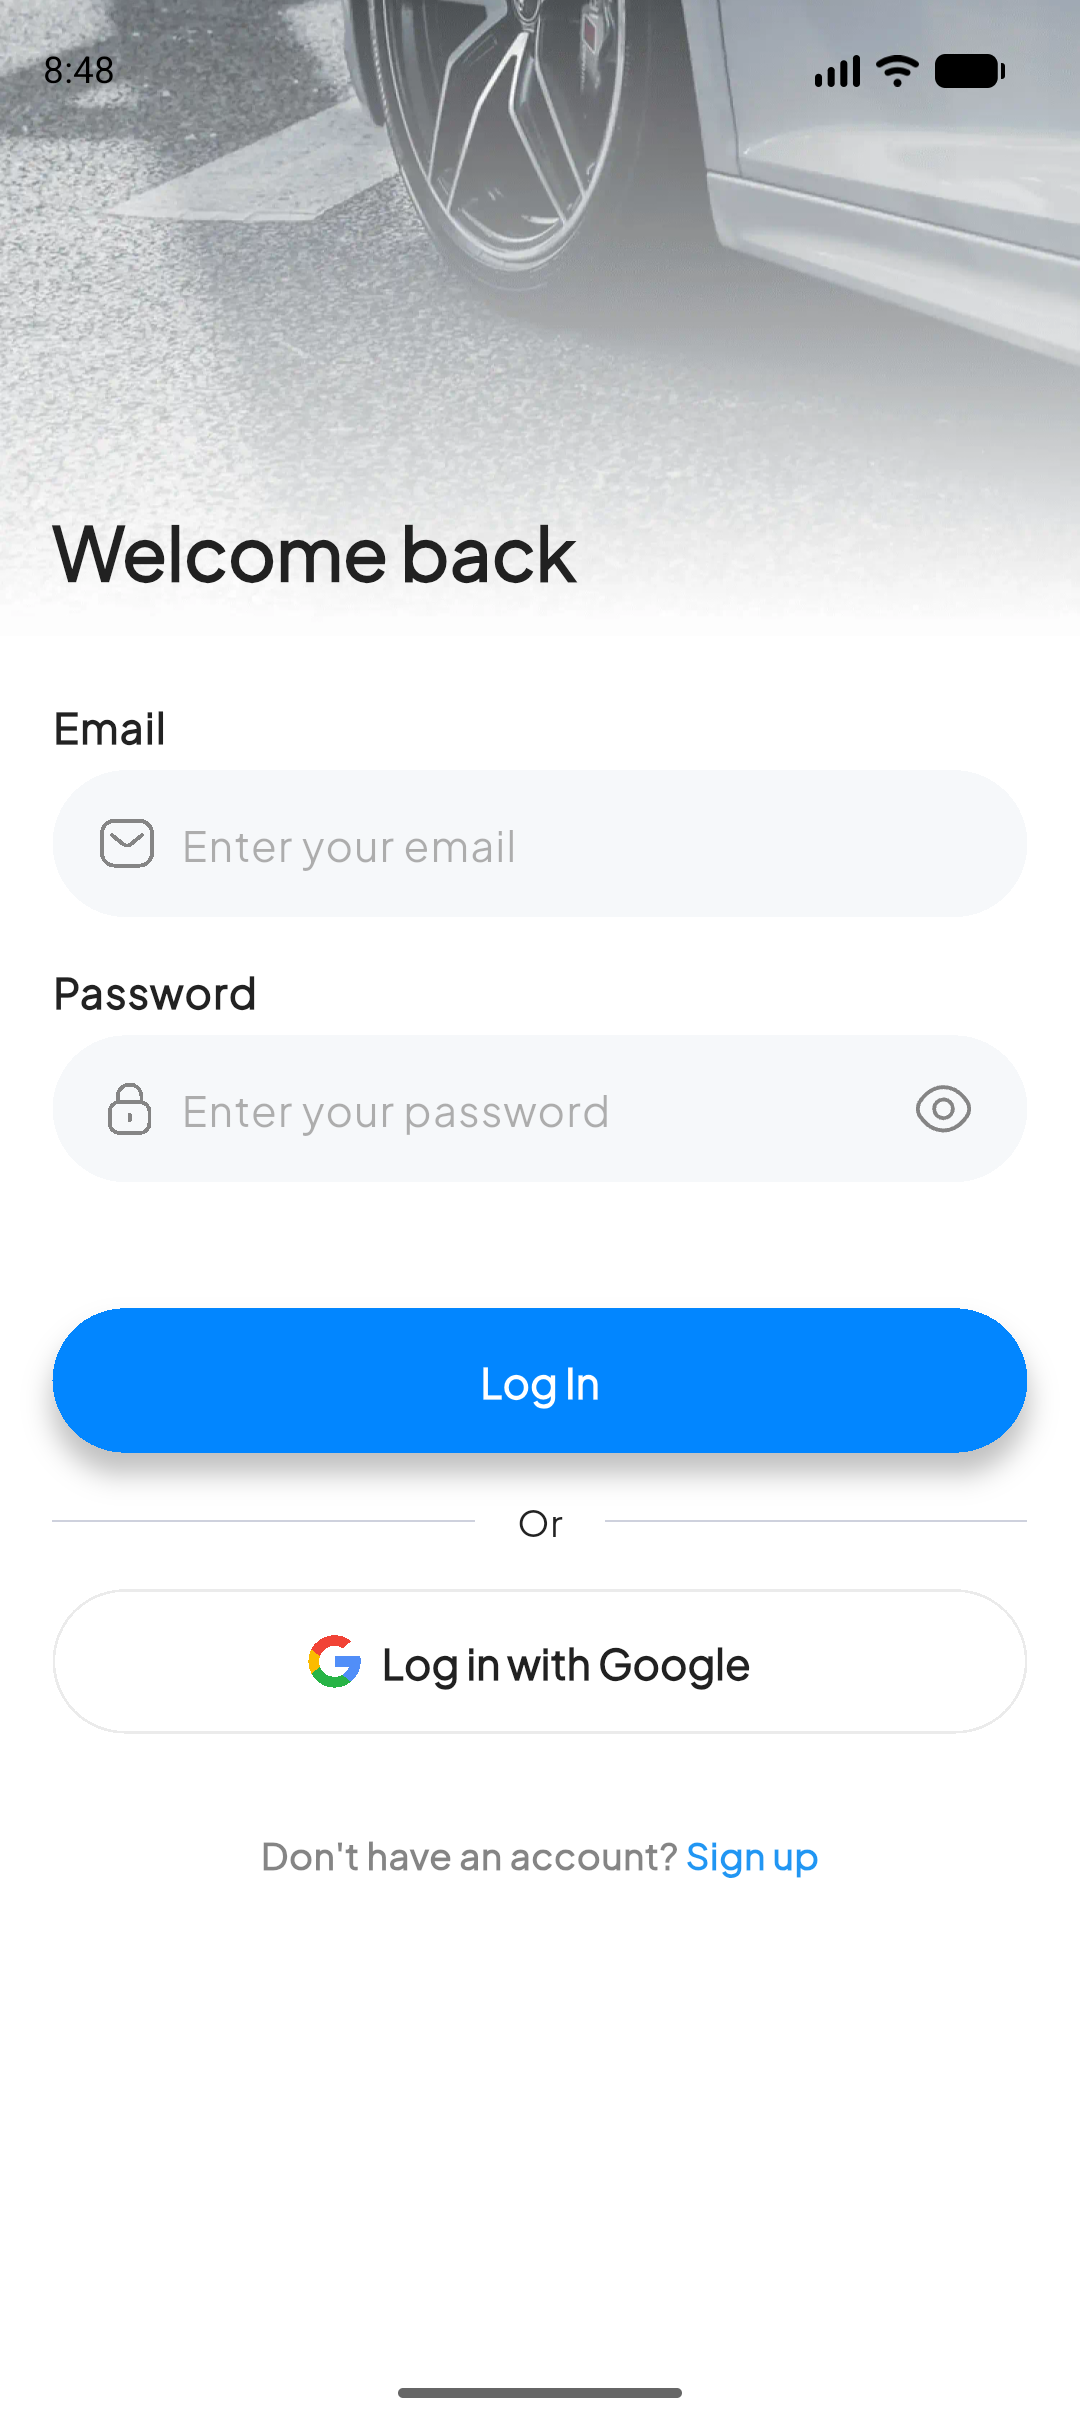 8:48
Welcome back
Email
Enter your email
Password
Enter your password
Log In
Or
Log in with Google
Don't have an account? Sign up